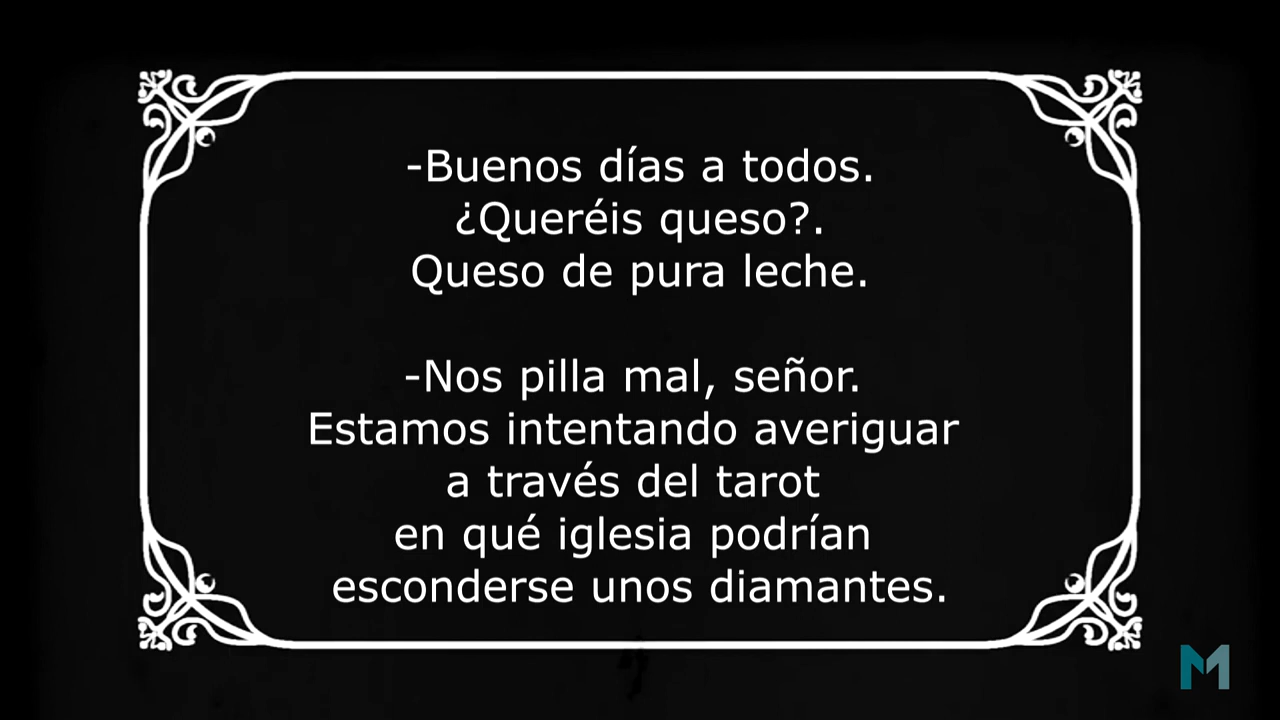 -Buenos días a todos.
¿Queréis queso?.
Queso de pura leche.
-Nos pilla mal, señor.
Estamos intentando averiguar
a través del tarot
en qué iglesia podrían
esconderse unos diamantes.
M